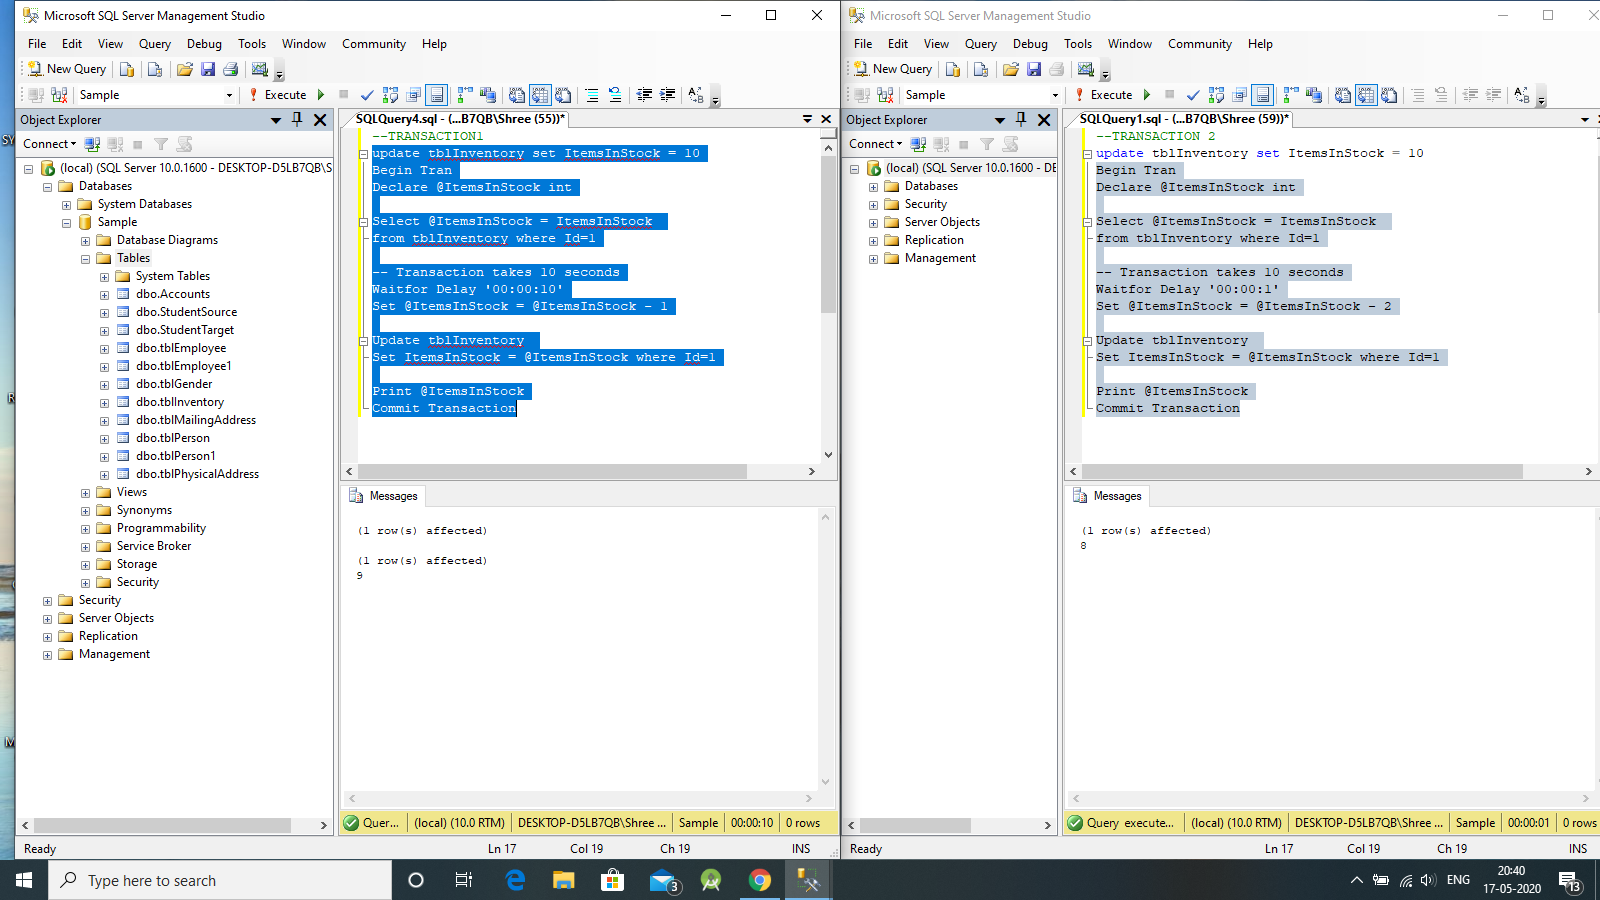 Microsoft SQL Server Management Studio
File Edit View Query Debug Tools Window Community Help
New Query
Sample
Execute
Object Explorer
Connect
(local) (SQL Server 10.0.1600 - DESKTOP-D5LB7QB\S
Databases
System Databases
Sample
Database Diagrams
Tables
System Tables
dbo.Accounts
dbo.StudentSource
dbo.StudentTarget
dbo.tblEmployee
dbo.tblEmployee1
dbo.tblGender
dbo.tblInventory
dbo.tblMailingAddress
dbo.tblPerson
dbo.tblPerson1
dbo.tblPhysicalAddress
Views
Synonyms
Programmability
Service Broker
Storage
Security
Security
Server Objects
Replication
Management
SQLQuery4.sql - (...B7QB\Shree (55))*
--TRANSACTION1
update tblInventory set ItemsInStock = 10
Begin Tran
Declare @ItemsInStock int
Select @ItemsInStock = ItemsInStock
from tblInventory where Id=1
-- Transaction takes 10 seconds
Waitfor Delay '00:00:10'
Set @ItemsInStock = @ItemsInStock - 1
Update tblInventory
Set ItemsInStock = @ItemsInStock where Id=1
Print @ItemsInStock
Commit Transaction
Messages
(1 row(s) affected)
(1 row(s) affected)
9
Quer... (local) (10.0 RTM) DESKTOP-D5LB7QB\Shree ... Sample 00:00:10 0 rows
Ready Ln 17 Col 19 Ch 19 INS
Microsoft SQL Server Management Studio
File Edit View Query Debug Tools Window Community Help
New Query
Sample
Execute
Object Explorer
Connect
(local) (SQL Server 10.0.1600 - DE
Databases
Security
Server Objects
Replication
Management
SQLQuery1.sql - (...B7QB\Shree (59))*
--TRANSACTION 2
update tblInventory set ItemsInStock = 10
Begin Tran
Declare @ItemsInStock int
Select @ItemsInStock = ItemsInStock
from tblInventory where Id=1
-- Transaction takes 10 seconds
Waitfor Delay '00:00:1'
Set @ItemsInStock = @ItemsInStock - 2
Update tblInventory
Set ItemsInStock = @ItemsInStock where Id=1
Print @ItemsInStock
Commit Transaction
Messages
(1 row(s) affected)
8
Query execute... (local) (10.0 RTM) DESKTOP-D5LB7QB\Shree ... Sample 00:00:01 0 rows
Ready Ln 17 Col 19 Ch 19 INS
Type here to search
3
ENG
20:40
17-05-2020
13